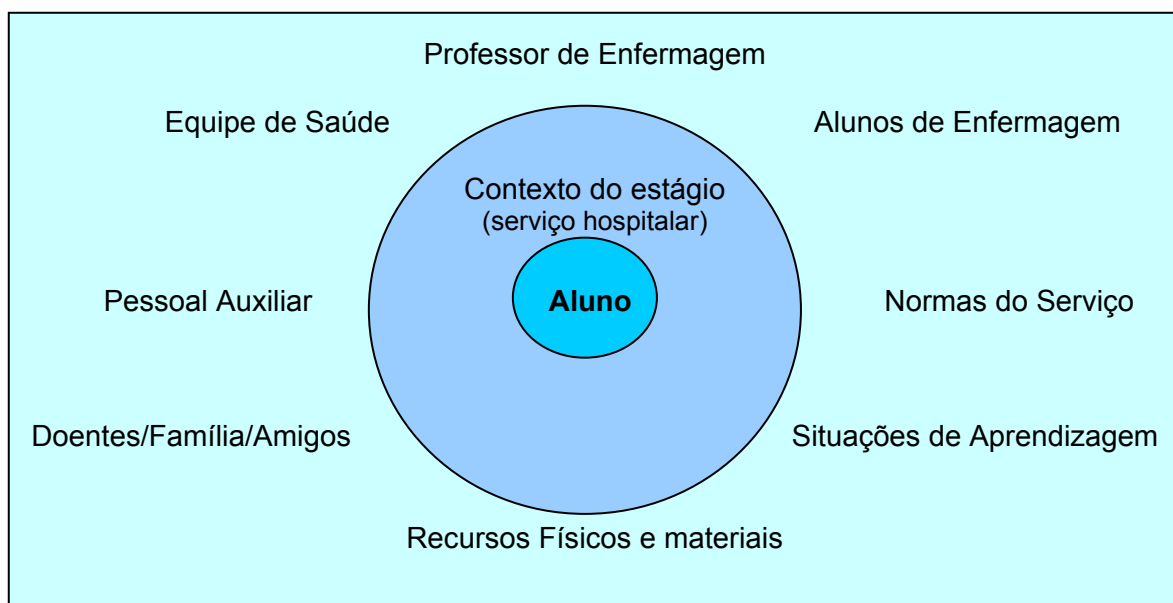 Professor de Enfermagem
Equipe de Saúde
Alunos de Enfermagem
Contexto do estágio
(serviço hospitalar)
Pessoal Auxiliar
Aluno
Normas do Serviço
Doentes/Família/Amigos
Situações de Aprendizagem
Recursos Físicos e materiais